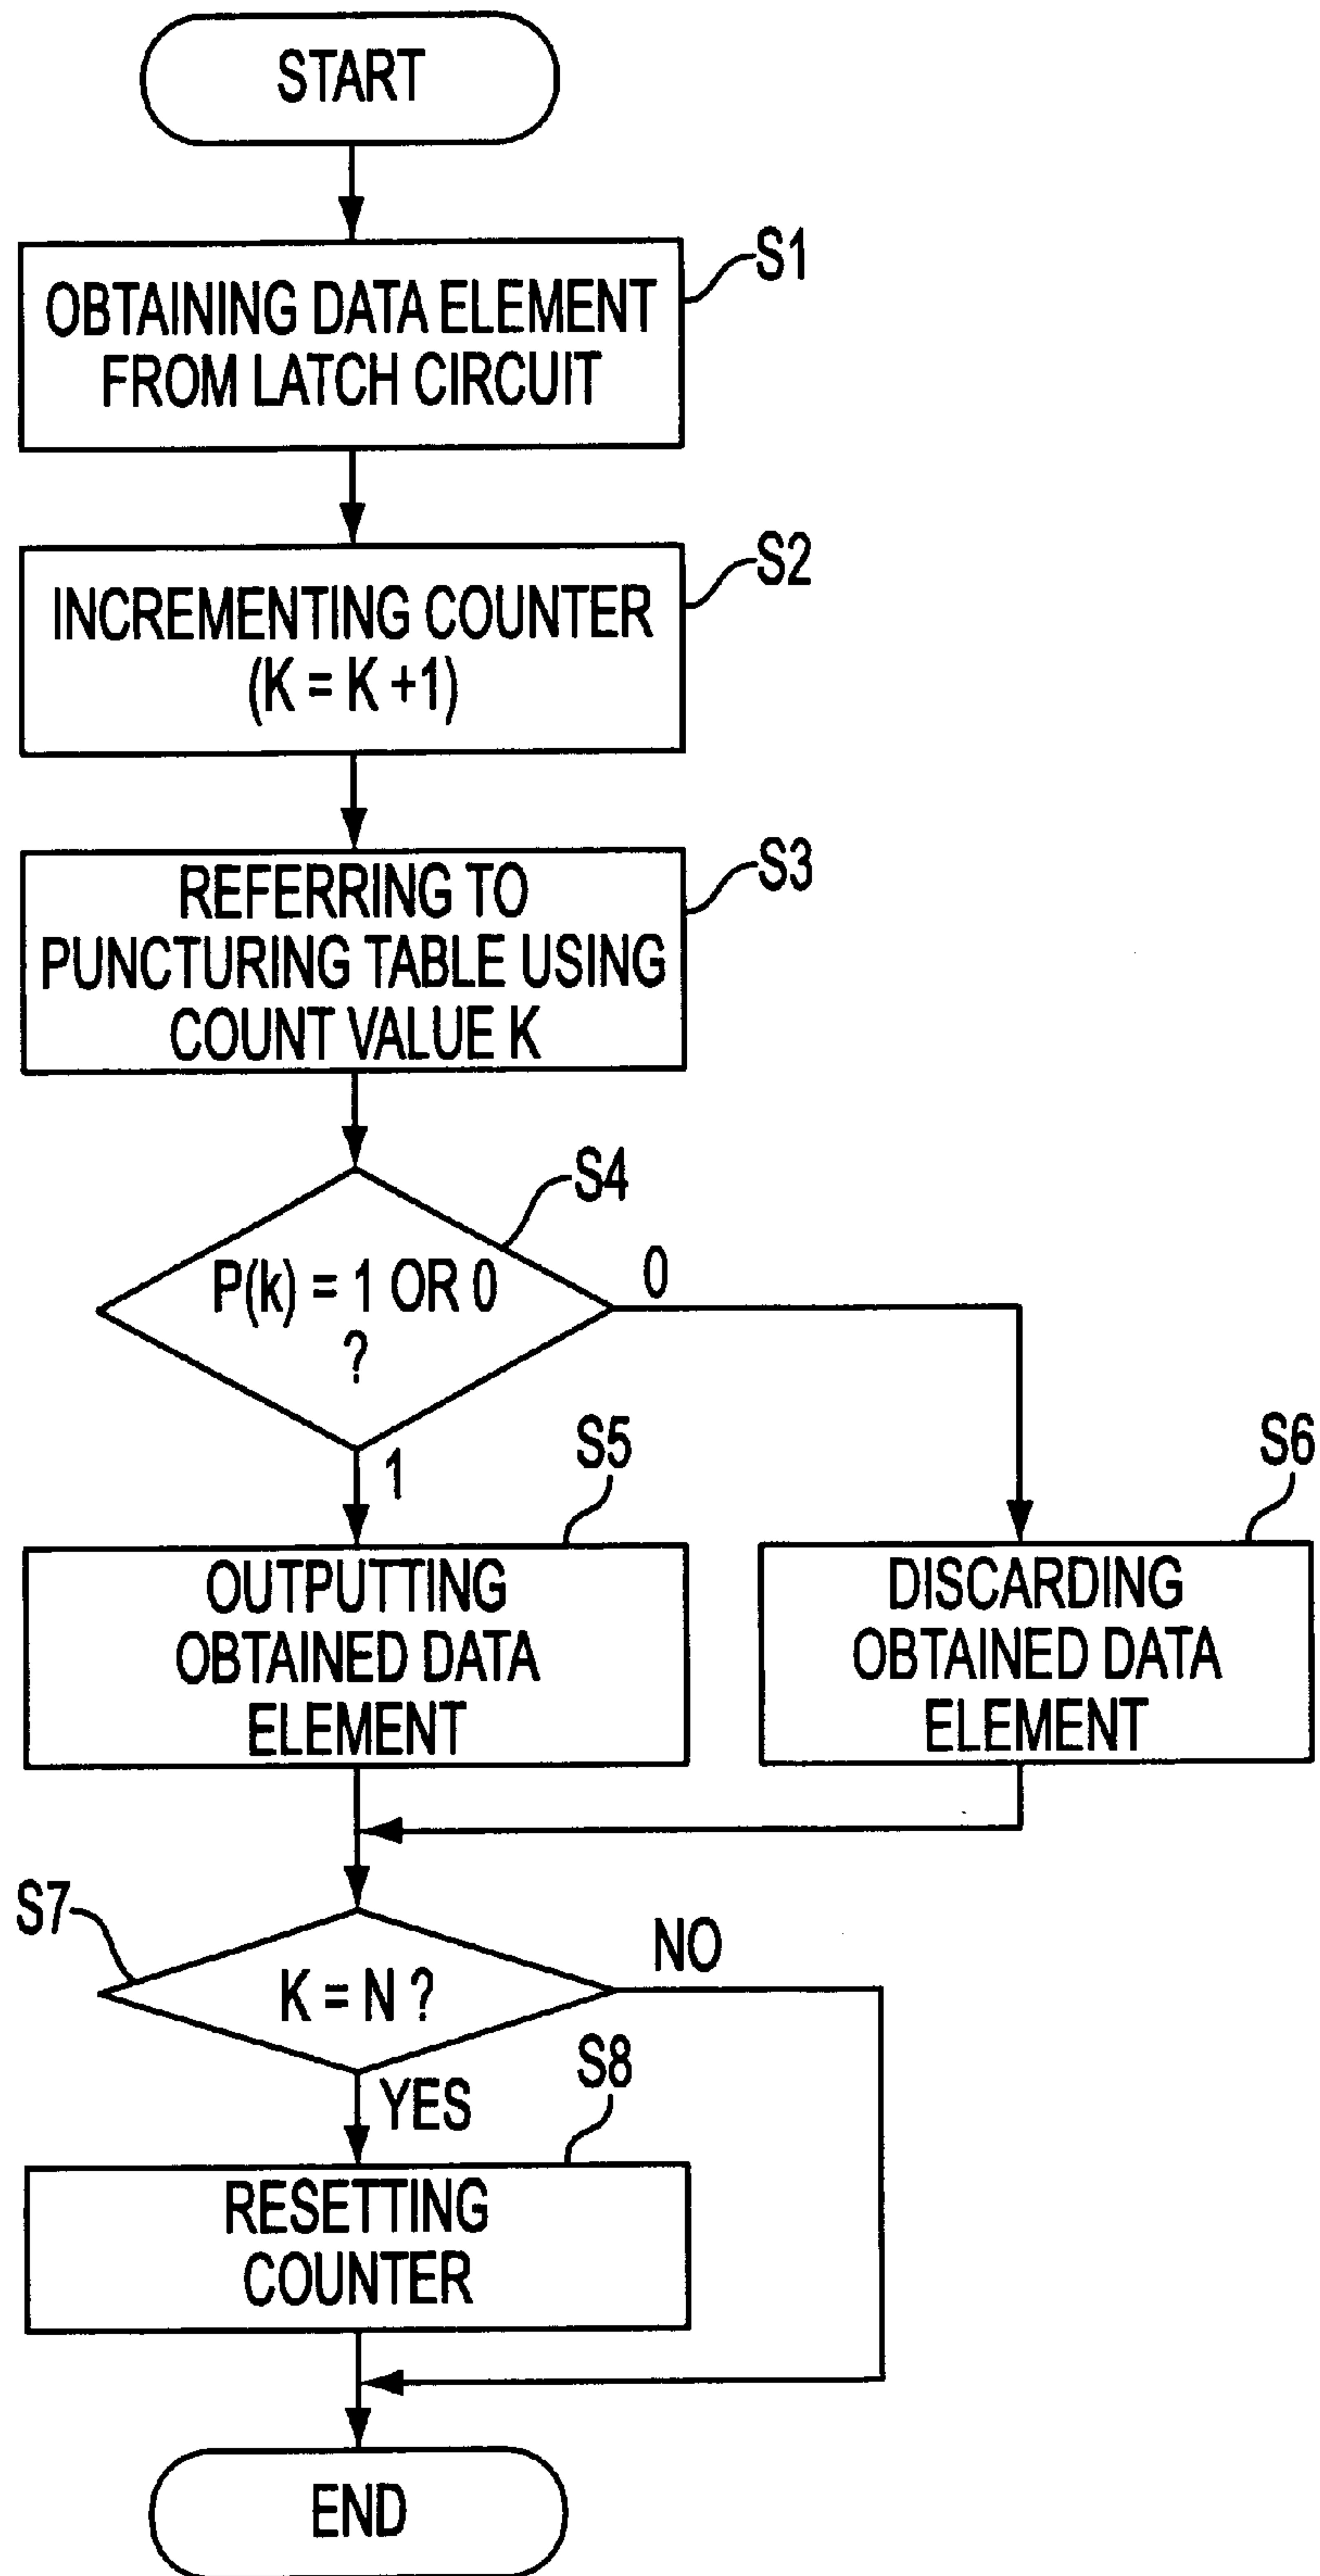 START
S1
OBTAINING DATA ELEMENT
FROM LATCH CIRCUIT
S2
INCREMENTING COUNTER
(K = K +1)
S3
REFERRING TO
PUNCTURING TABLE USING
COUNT VALUE K
S4
P(k) = 1 OR 0
?
0
1
S5
OUTPUTTING
OBTAINED DATA
ELEMENT
S6
DISCARDING
OBTAINED DATA
ELEMENT
S7
K = N ?
NO
YES
S8
RESETTING
COUNTER
END